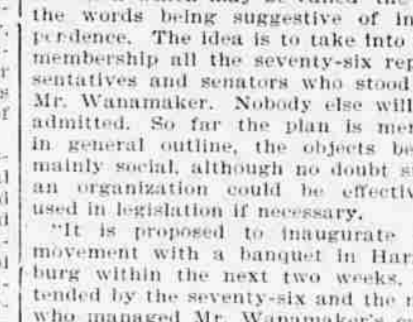 the words being suggestive of in
pendence. The idea is to take into
membership all the seventy-six rep
sentatives and senators who stood
Mr. Wanamaker. Nobody else will
admitted. So far the plan is mer
in general outline, the objects be
mainly social, although no doubt s
an organization could be effectiv
used in legislation if necessary.
"It is proposed to inaugurate
movement with a banquet in Har
burg within the next two weeks,
tended by the seventy-six and the
who managed Mr. Wanamaker's